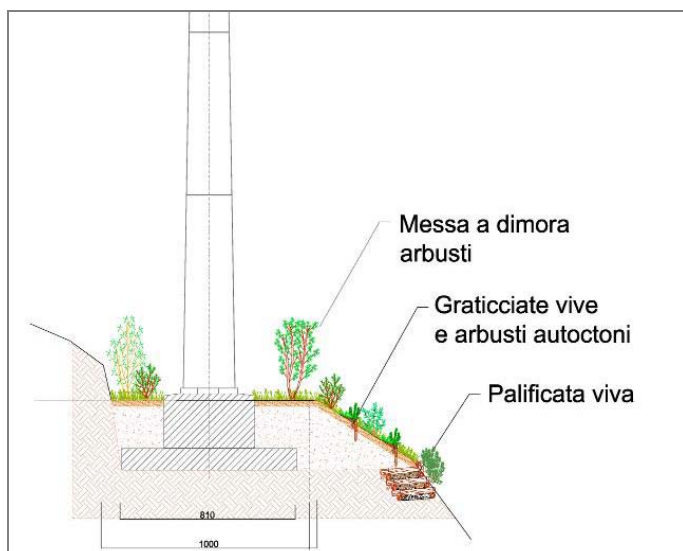 Messa a dimora
arbusti
Graticciate vive
e arbusti autoctoni
Palificata viva
810
1000